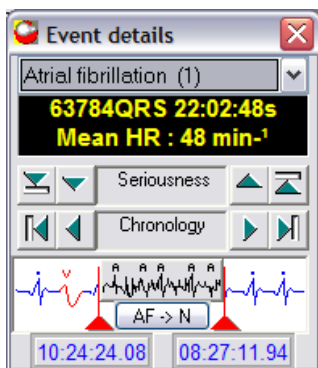 Event details
Atrial fibrillation (1)
63784QRS 22:02:48s
Mean HR : 48 min-¹
Seriousness
Chronology
A A A A A
AF -> N
10:24:24.08 08:27:11.94